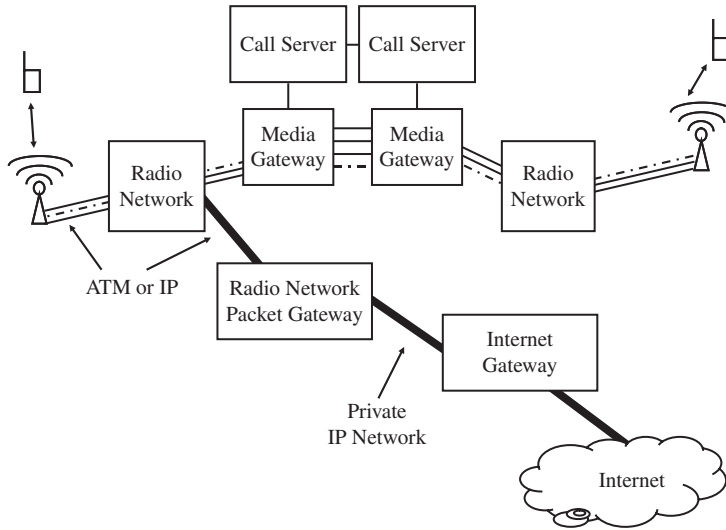 Call Server
Call Server
Media
Gateway
Media
Gateway
Radio
Network
Radio
Network
ATM or IP
Radio Network
Packet Gateway
Internet
Gateway
Private
IP Network
Internet